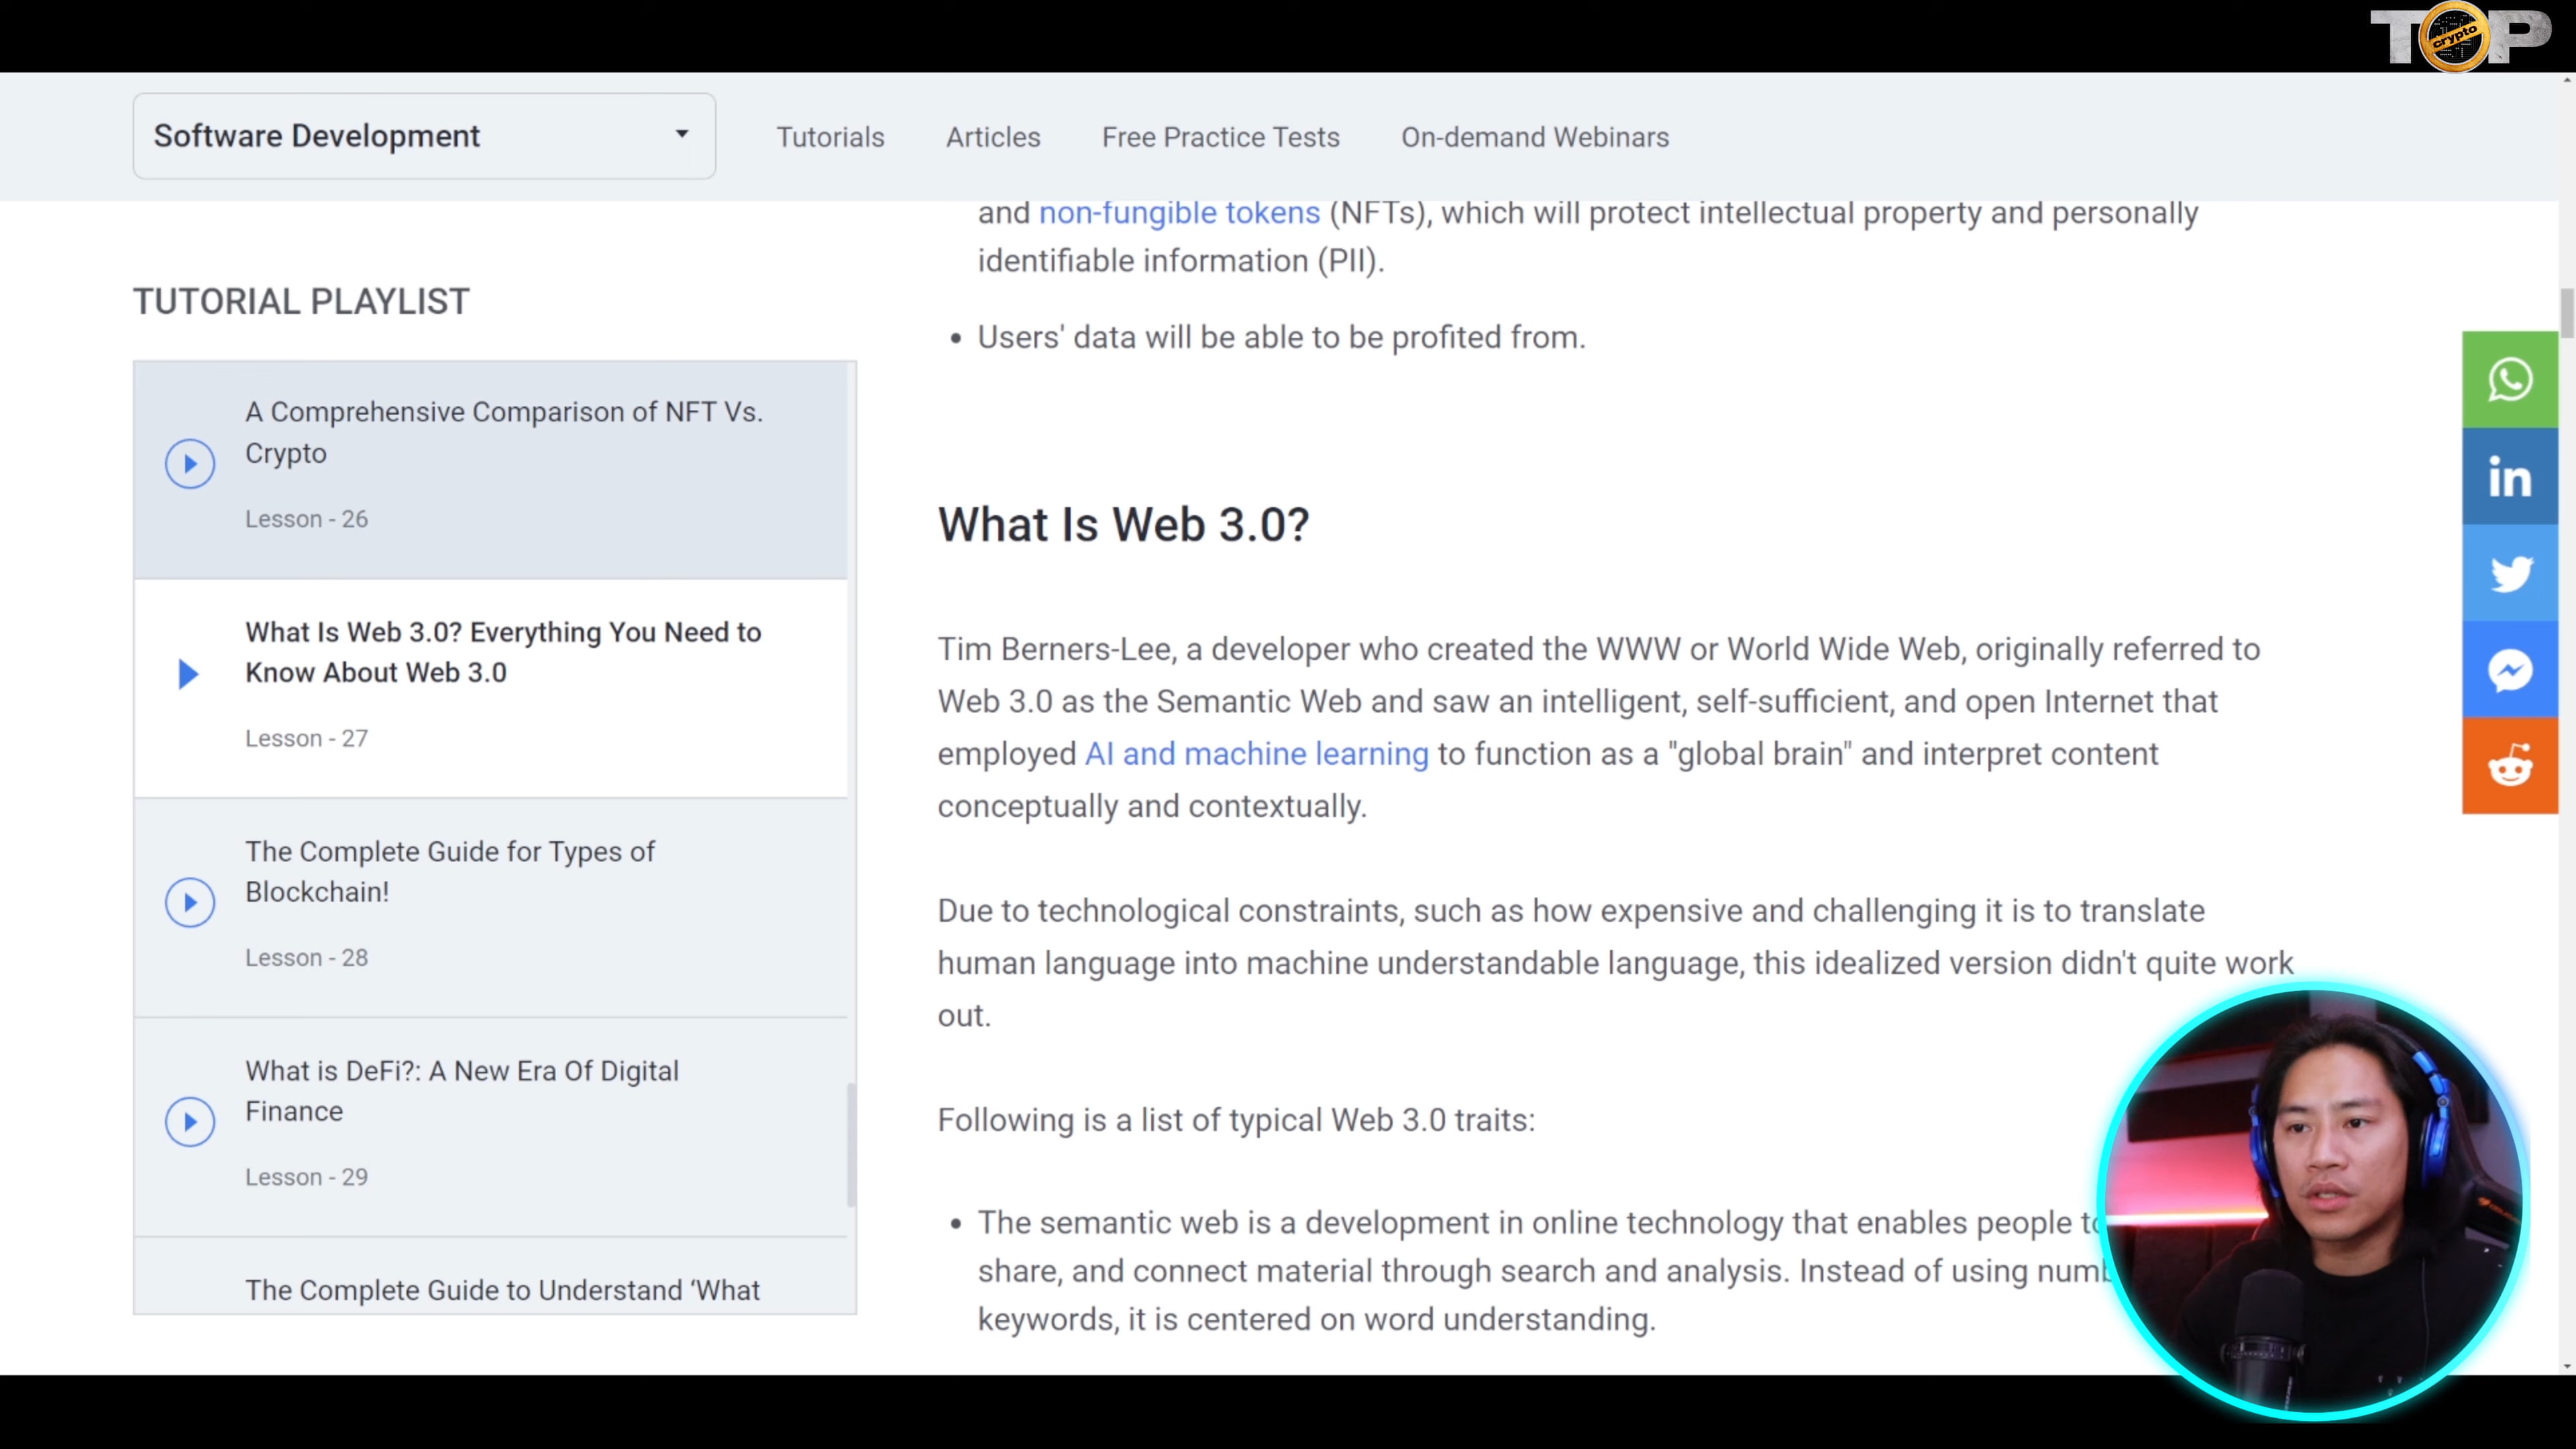 TOP
crypto
Software Development
Tutorials
Articles
Free Practice Tests
On-demand Webinars
and non-fungible tokens (NFTs), which will protect intellectual property and personally
identifiable information (PII).
• Users' data will be able to be profited from.
TUTORIAL PLAYLIST
A Comprehensive Comparison of NFT Vs.
Crypto
Lesson - 26
What Is Web 3.0? Everything You Need to
Know About Web 3.0
Lesson - 27
The Complete Guide for Types of
Blockchain!
Lesson - 28
What is DeFi?: A New Era Of Digital
Finance
Lesson - 29
The Complete Guide to Understand ‘What
What Is Web 3.0?
Tim Berners-Lee, a developer who created the WWW or World Wide Web, originally referred to
Web 3.0 as the Semantic Web and saw an intelligent, self-sufficient, and open Internet that
employed AI and machine learning to function as a "global brain" and interpret content
conceptually and contextually.
Due to technological constraints, such as how expensive and challenging it is to translate
human language into machine understandable language, this idealized version didn't quite work
out.
Following is a list of typical Web 3.0 traits:
• The semantic web is a development in online technology that enables people
share, and connect material through search and analysis. Instead of using
keywords, it is centered on word understanding.
in